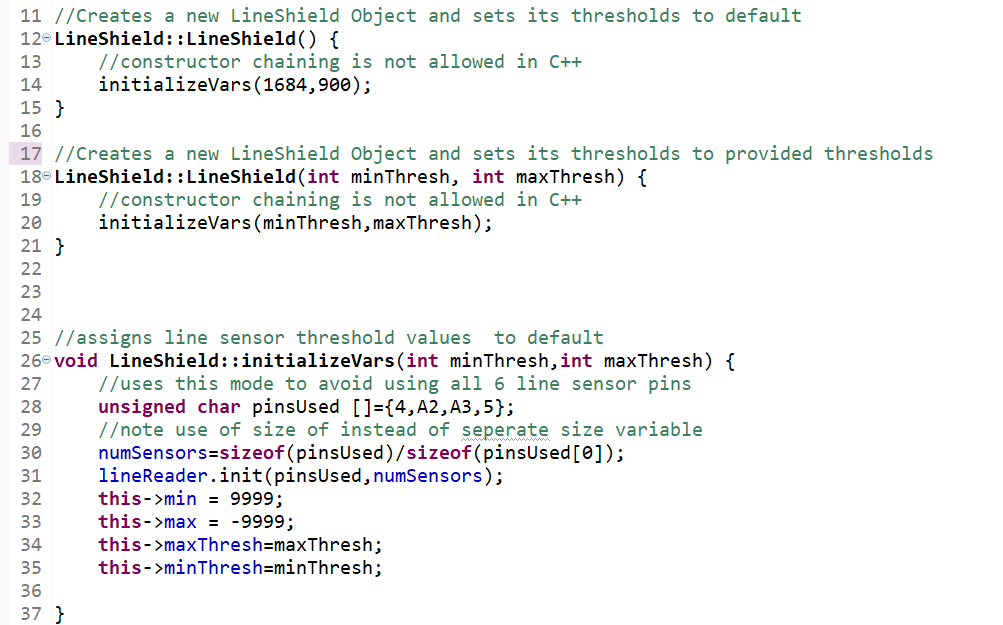 11 //Creates a new LineShield Object and sets its thresholds to default
12 LineShield::LineShield() {
13     //constructor chaining is not allowed in C++
14     initializeVars(1684,900);
15 }
16
17 //Creates a new LineShield Object and sets its thresholds to provided thresholds
18 LineShield::LineShield(int minThresh, int maxThresh) {
19     //constructor chaining is not allowed in C++
20     initializeVars(minThresh,maxThresh);
21 }
22
23
24
25 //assigns line sensor threshold values  to default
26 void LineShield::initializeVars(int minThresh,int maxThresh) {
27     //uses this mode to avoid using all 6 line sensor pins
28     unsigned char pinsUsed []={4,A2,A3,5};
29     //note use of size of instead of seperate size variable
30     numSensors=sizeof(pinsUsed)/sizeof(pinsUsed[0]);
31     lineReader.init(pinsUsed,numSensors);
32     this->min = 9999;
33     this->max = -9999;
34     this->maxThresh=maxThresh;
35     this->minThresh=minThresh;
36
37 }